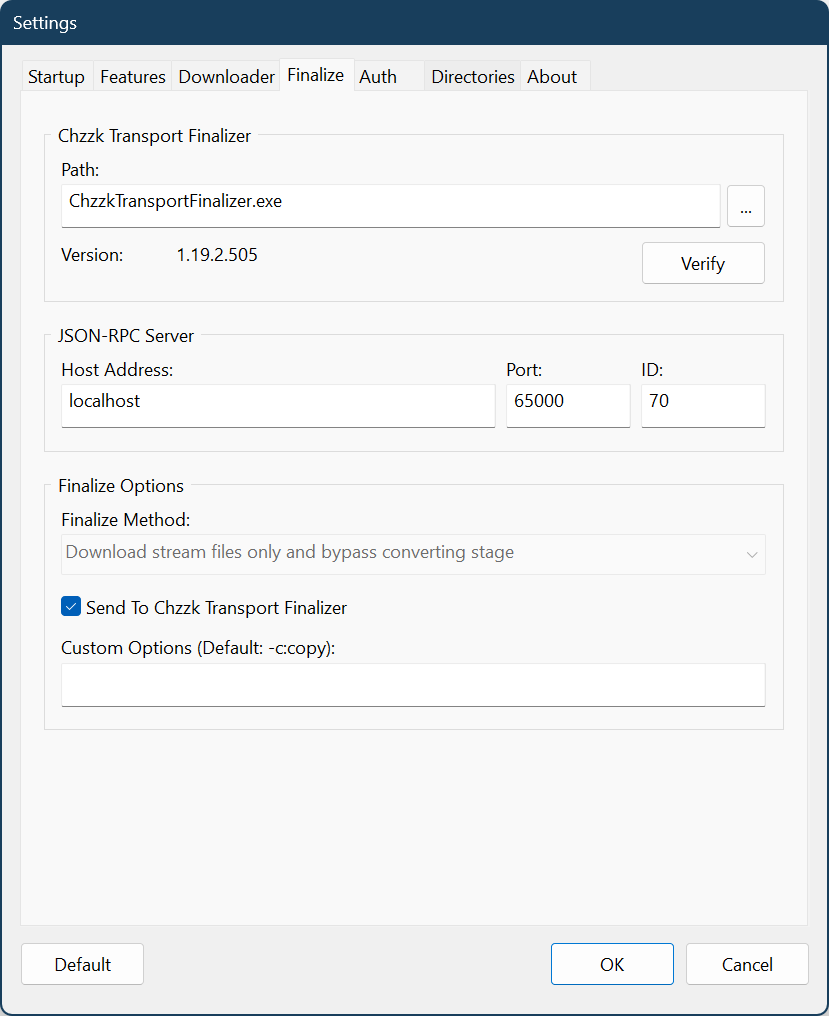 Settings
Startup Features Downloader Finalize Auth Directories About
Chzzk Transport Finalizer
Path:
ChzzkTransportFinalizer.exe ...
Version: 1.19.2.505 Verify
JSON-RPC Server
Host Address: Port: ID:
localhost 65000 70
Finalize Options
Finalize Method:
Download stream files only and bypass converting stage
Send To Chzzk Transport Finalizer
Custom Options (Default: -c:copy):
Default OK Cancel